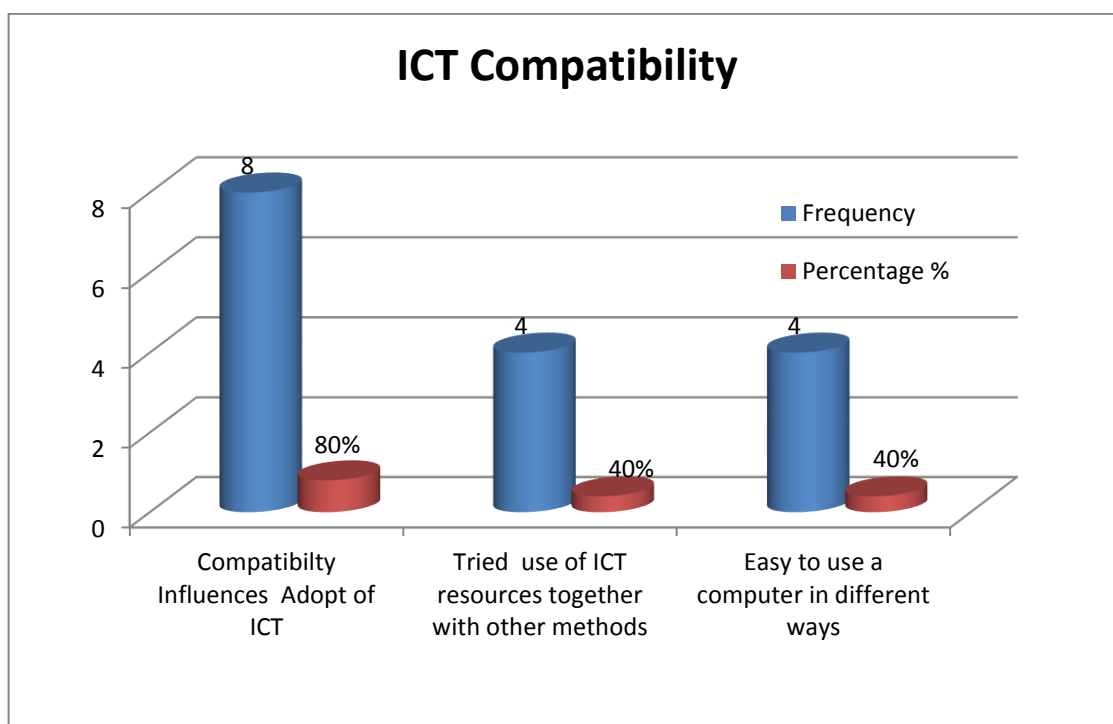 ICT Compatibility
8
8
Frequency
6
Percentage %
4
4
4
2
80%
40%
40%
0
Compatibilty
Influences Adopt of
ICT
Tried use of ICT
resources together
with other methods
Easy to use a
computer in different
ways